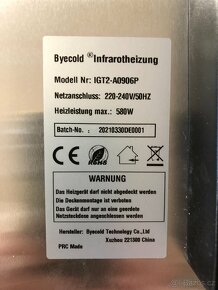 Byecold ®Infrarotheizung
Modell Nr: IGT2-A0906P
Netzanschluss: 220-240V/50HZ
Heizleistung max.: 580W
Batch-No.: 20210330DE0001
CE
RoHS
WARNUNG
Das Heizgerät darf nicht abgedeckt werden
Die Deckenmontage ist verboten.
Das Gerät darf nur an eine geerdete
Netzsteckdose angeschlossen werden.
Hersteller: Byecold Technology Co.,Ltd
Xuzhou 221300 China
PRC Made